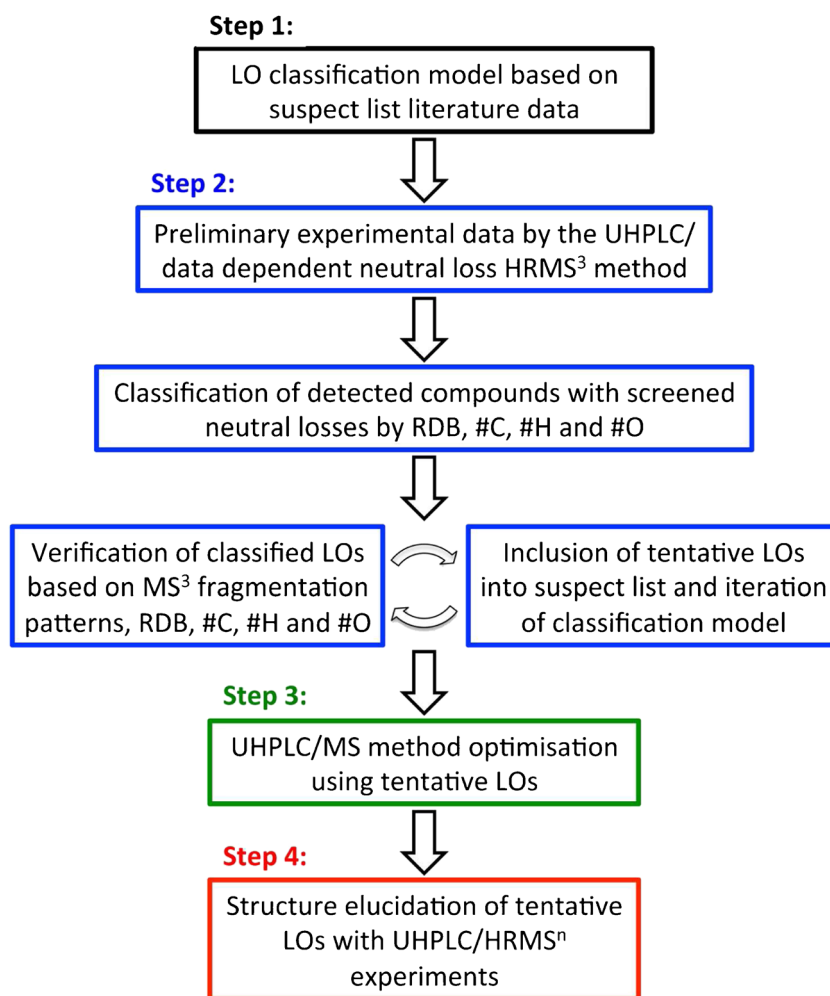 Step 1:
LO classification model based on
suspect list literature data
Step 2:
Preliminary experimental data by the UHPLC/
data dependent neutral loss HRMS³ method
Classification of detected compounds with screened
neutral losses by RDB, #C, #H and #O
Verification of classified LOs
based on MS³ fragmentation
patterns, RDB, #C, #H and #O
Inclusion of tentative LOs
into suspect list and iteration
of classification model
Step 3:
UHPLC/MS method optimisation
using tentative LOs
Step 4:
Structure elucidation of tentative
LOs with UHPLC/HRMSⁿ
experiments